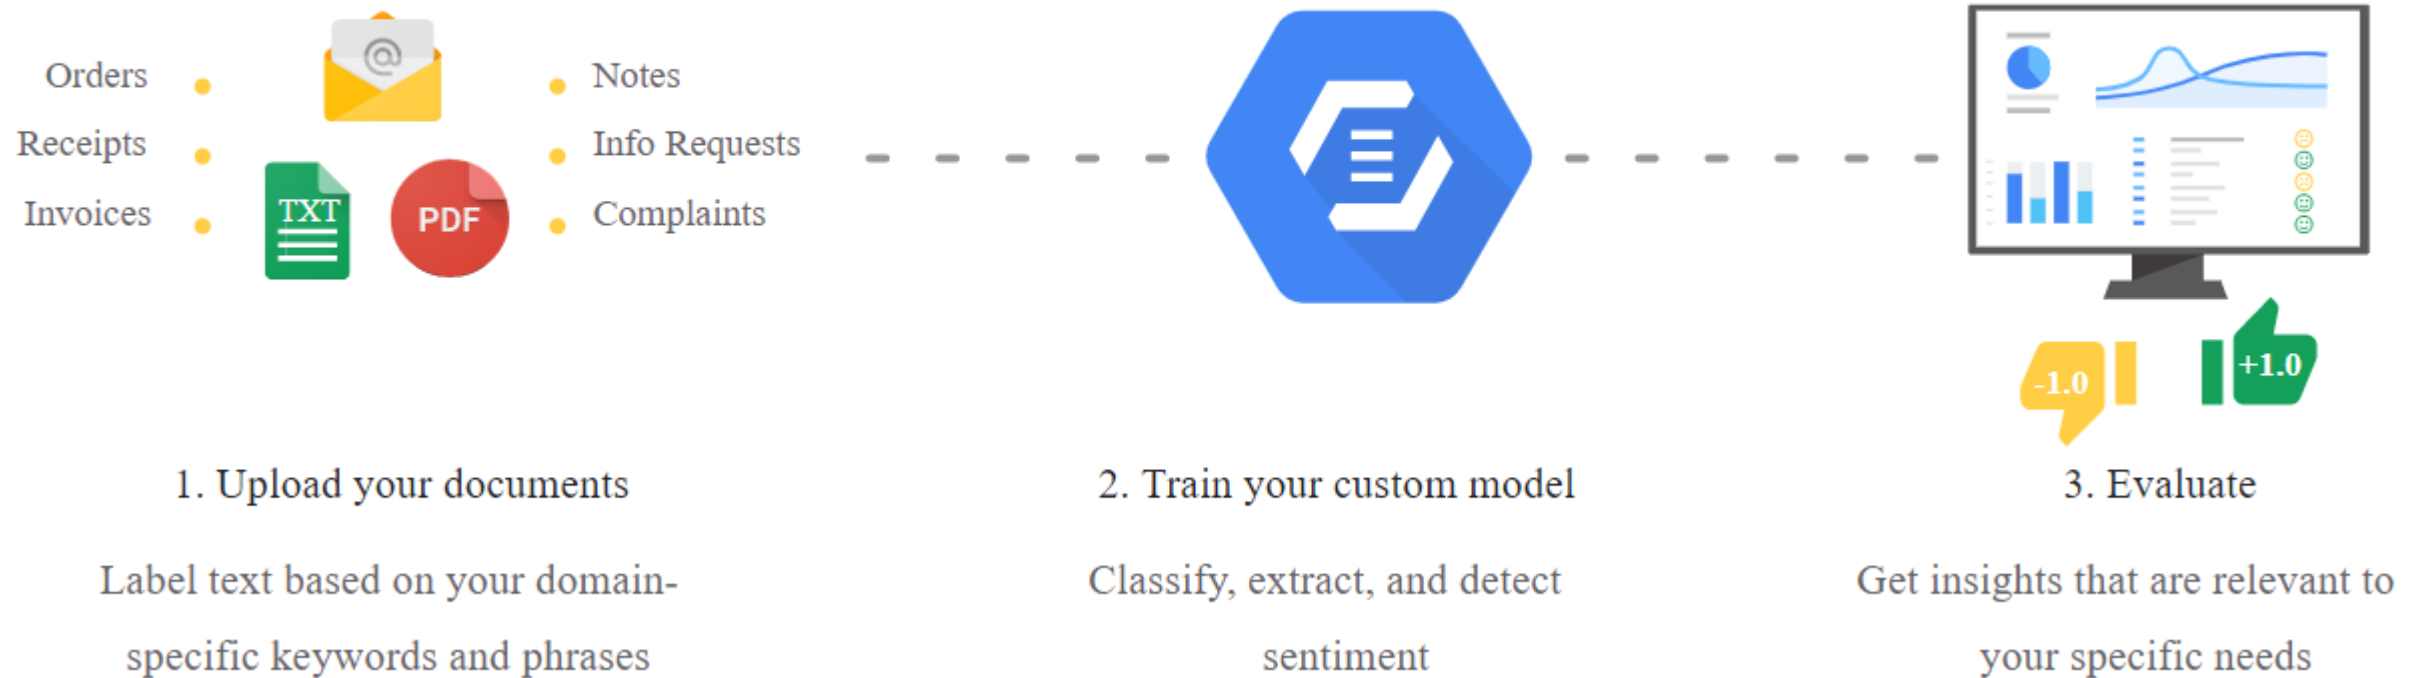 Orders
Receipts
Invoices
@
TXT
PDF
Notes
Info Requests
Complaints
-1.0
+1.0
1. Upload your documents
Label text based on your domain-
specific keywords and phrases
2. Train your custom model
Classify, extract, and detect
sentiment
3. Evaluate
Get insights that are relevant to
your specific needs